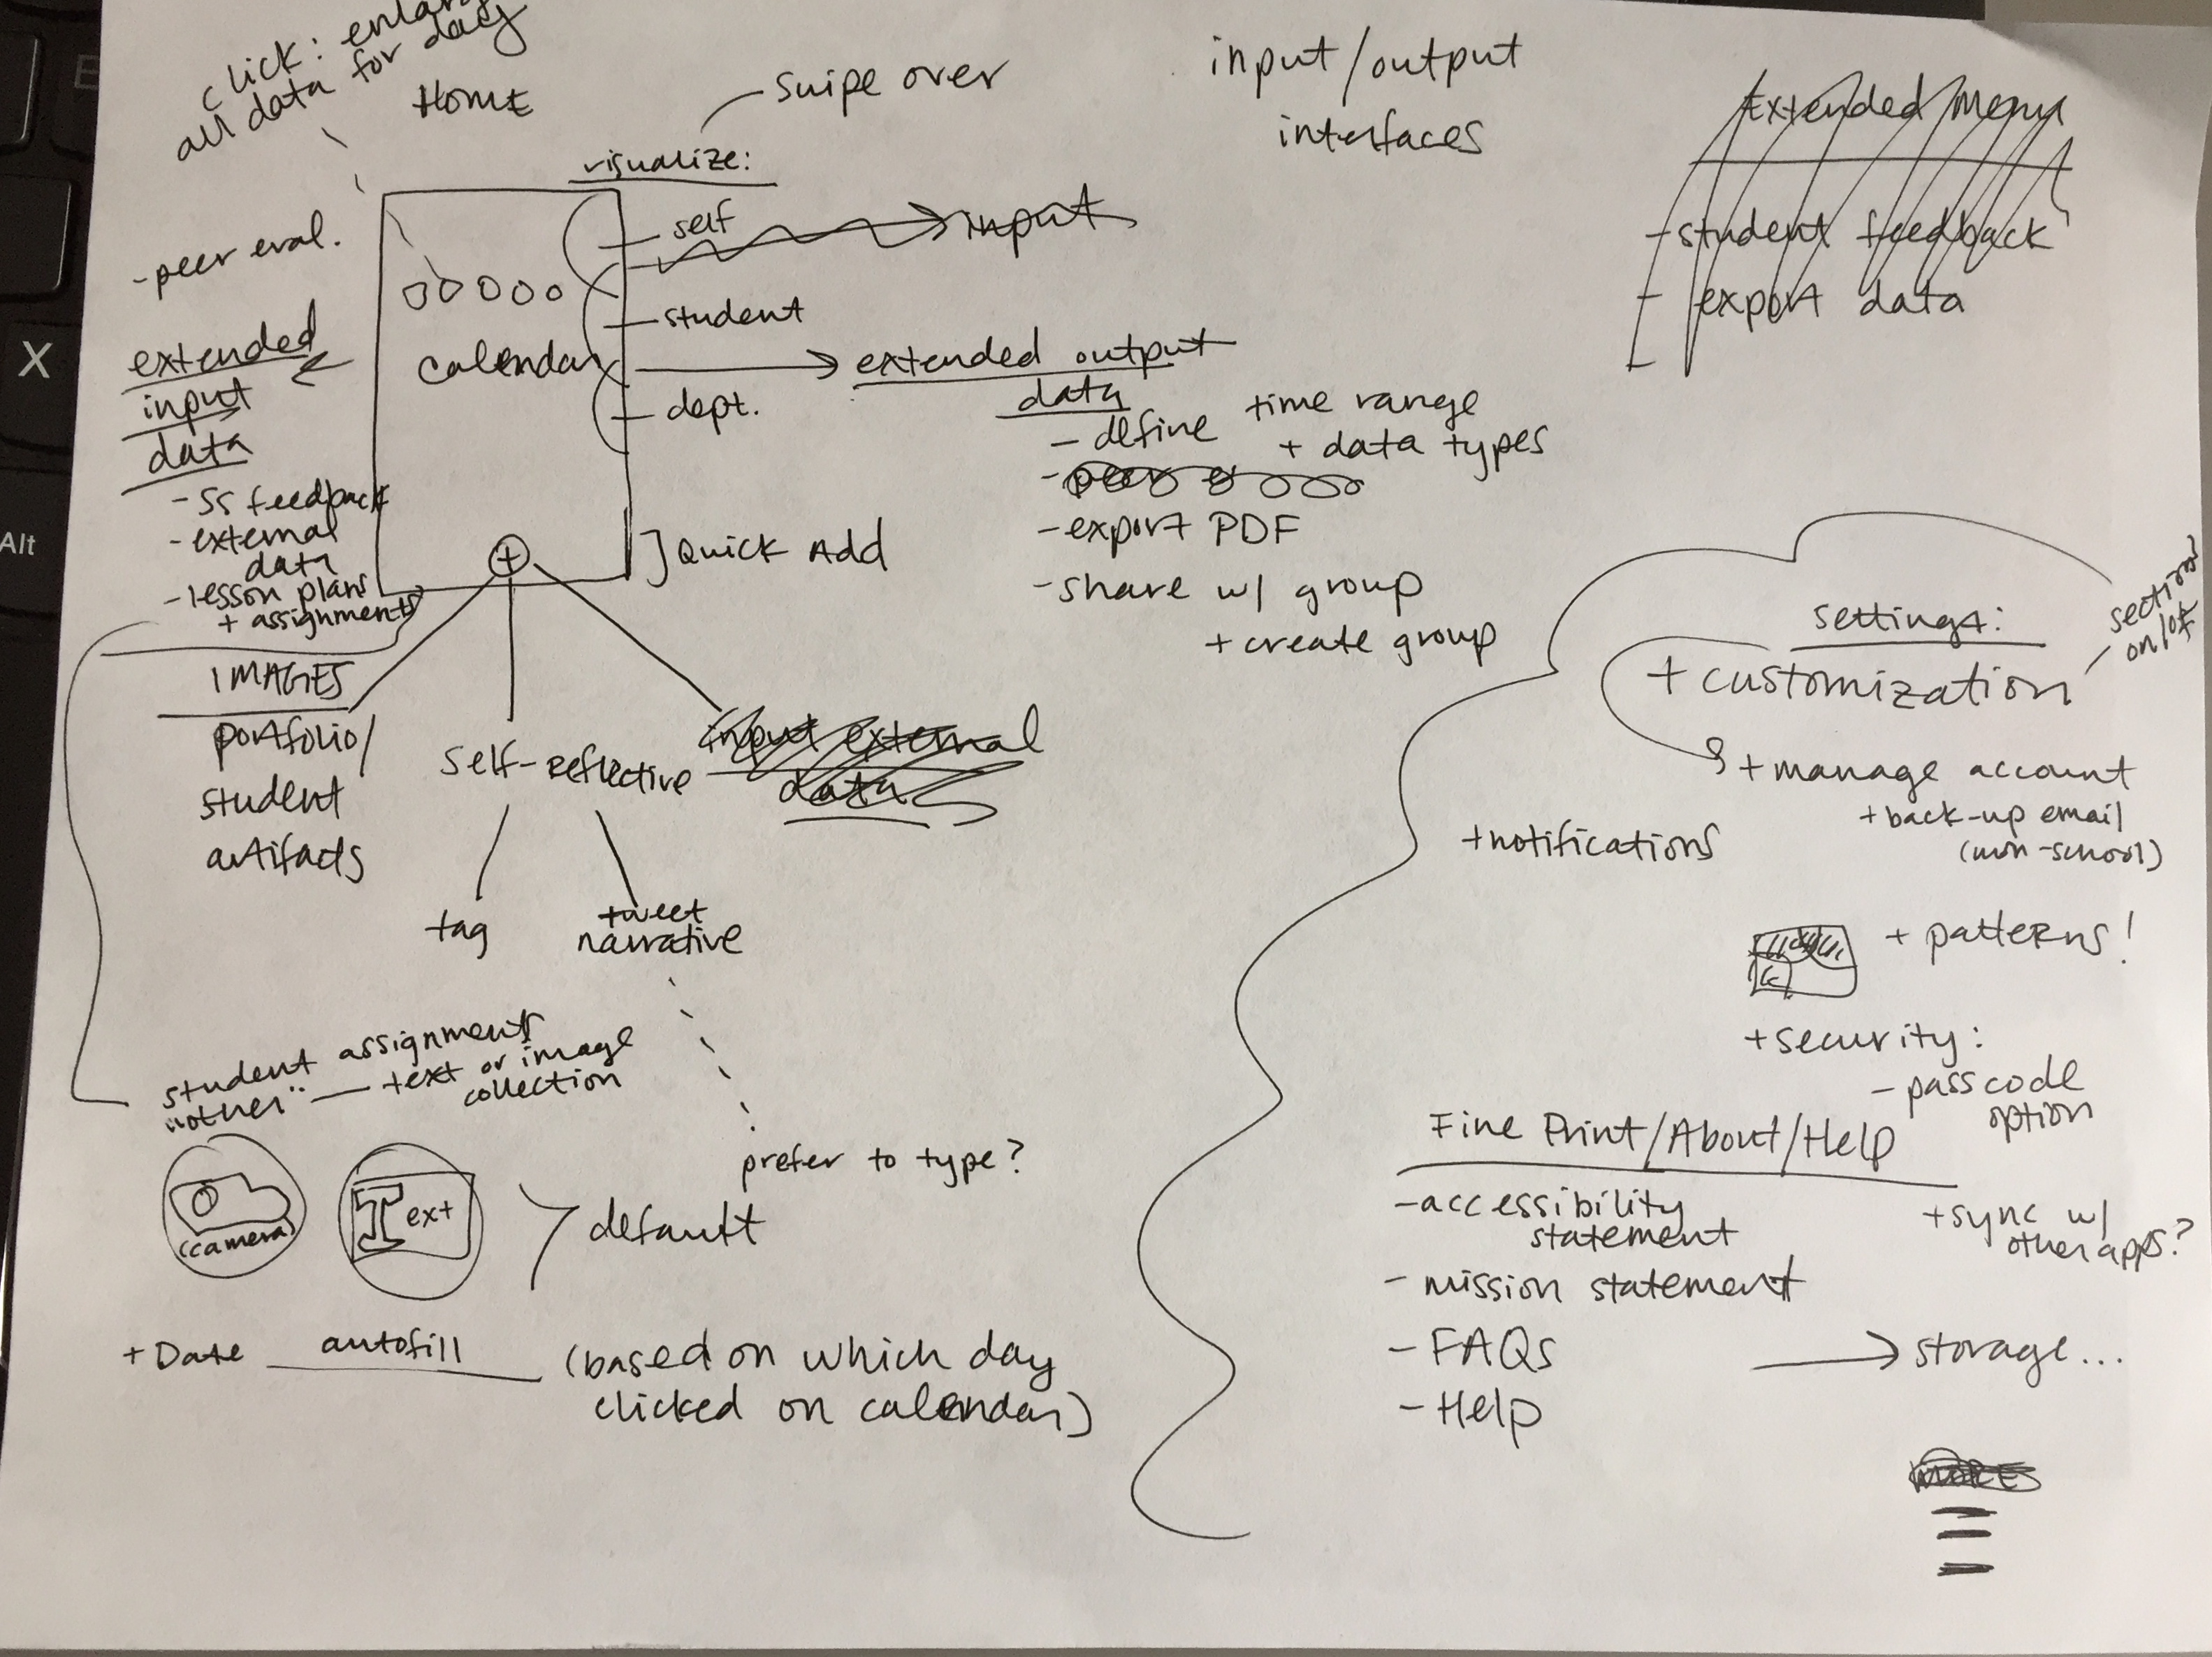 click: enlarg
all data for day
Home
swipe over
input/output
interfaces
Extended Menu
- student feedback
- export data
visualize:
self
input
student
dept.
Calendar
- peer eval.
extended
input
data
- SS feedback
- external
data
- lesson plans
+ assignments
extended output
data
- define time range
+ data types
- peer
- export PDF
- share w/ group
+ create group
+
Quick Add
IMAGES
portfolio/
student
artifacts
self-reflective
input external
data
tag
tweet
narrative
prefer to type?
student assignments
"other" — text or image
collection
(camera)
Text
default
+ Date autofill (based on which day
clicked on calendar)
settings:
+ customization
section
on/off
+ manage account
+ back-up email
(non-school)
+ notifications
+ patterns!
+ security:
- passcode
option
Fine Print/About/Help
- accessibility
statement
- mission statement
- FAQs
- Help
+ sync w/
other apps?
→ storage...
X
Alt